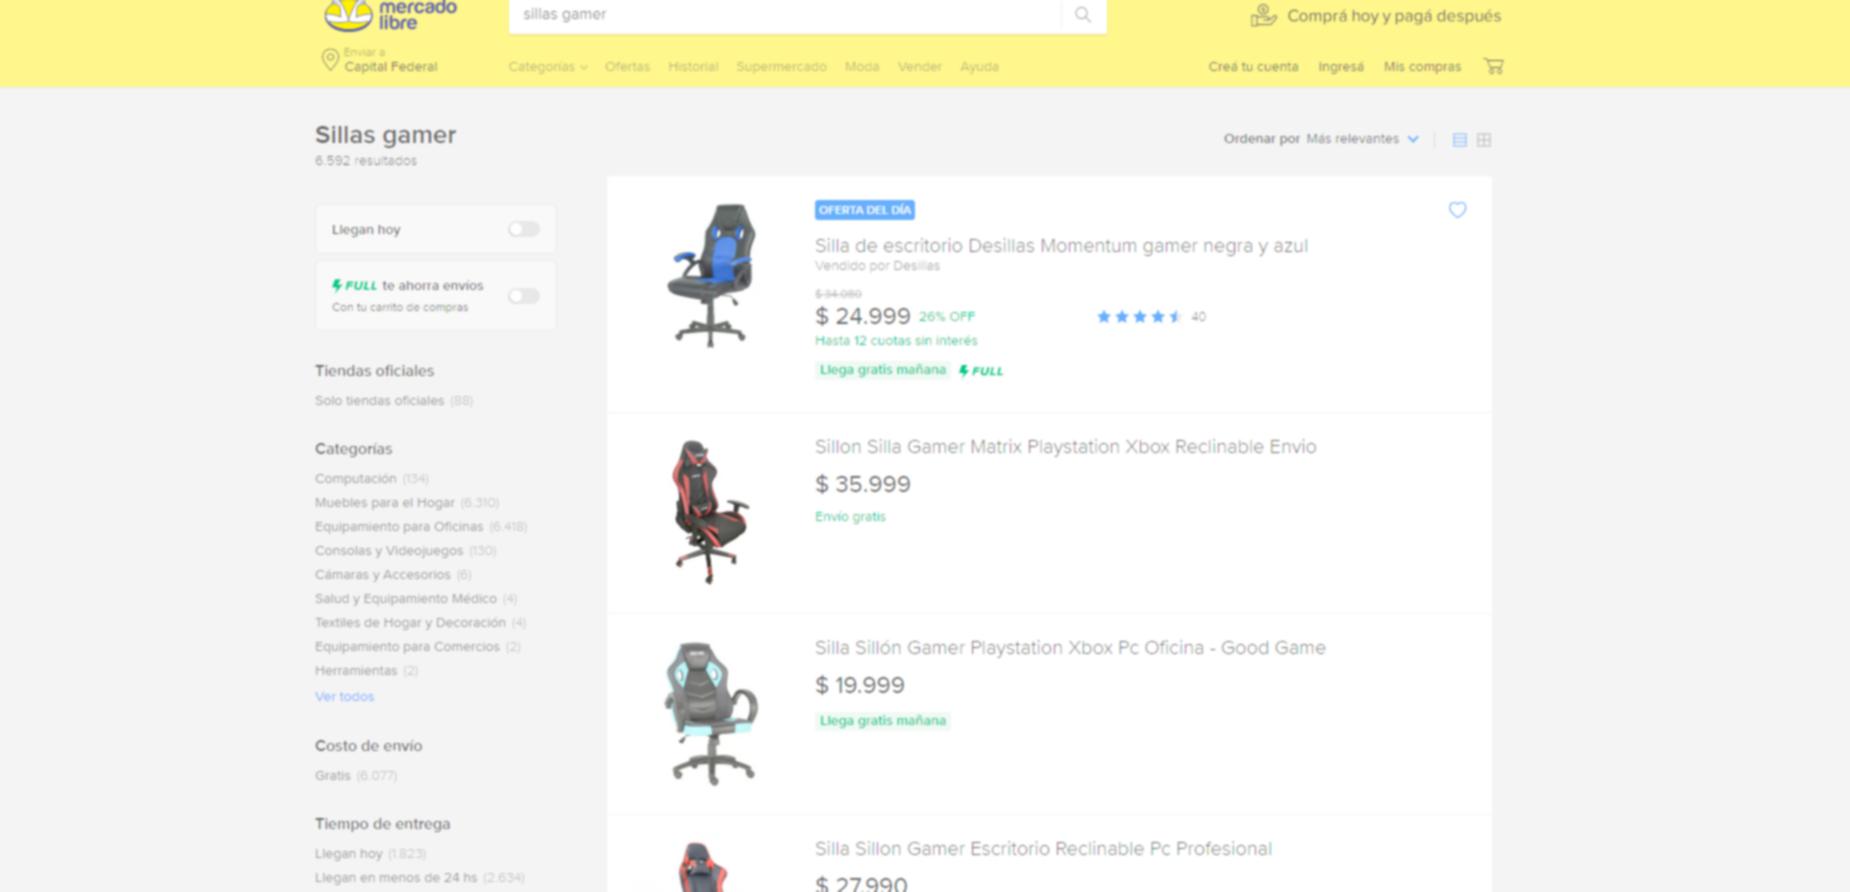 mercado
libre
sillas gamer
Comprá hoy y pagá después
Enviar a
Capital Federal
Categorías Ofertas Historial Supermercado Moda Vender Ayuda
Creá tu cuenta Ingresá Mis compras
Sillas gamer
6.592 resultados
Ordenar por Más relevantes
Llegan hoy
FULL te ahorra envíos
Con tu carrito de compras
Tiendas oficiales
Solo tiendas oficiales (88)
Categorías
Computación (134)
Muebles para el Hogar (6.310)
Equipamiento para Oficinas (6.418)
Consolas y Videojuegos (130)
Cámaras y Accesorios (6)
Salud y Equipamiento Médico (4)
Textiles de Hogar y Decoración (4)
Equipamiento para Comercios (2)
Herramientas (2)
Ver todos
Costo de envío
Gratis (6.077)
Tiempo de entrega
Llegan hoy (1.823)
Llegan en menos de 24 hs (2.634)
OFERTA DEL DÍA
Silla de escritorio Desillas Momentum gamer negra y azul
Vendido por Desillas
$ 34.080
$ 24.999 26% OFF
40
Hasta 12 cuotas sin interés
Llega gratis mañana FULL
Sillon Silla Gamer Matrix Playstation Xbox Reclinable Envio
$ 35.999
Envío gratis
Silla Sillón Gamer Playstation Xbox Pc Oficina - Good Game
$ 19.999
Llega gratis mañana
Silla Sillon Gamer Escritorio Reclinable Pc Profesional
$ 27.990